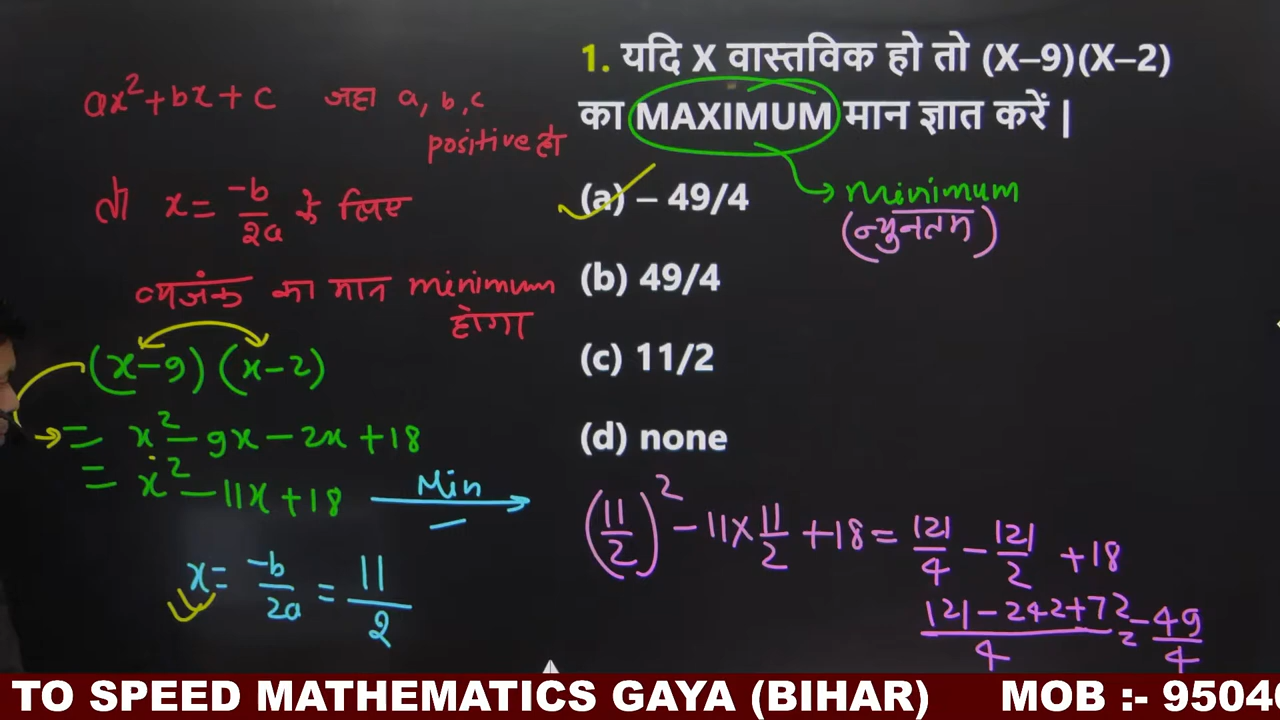 1. यदि X वास्तविक हो तो (X–9)(X–2)
का MAXIMUM मान ज्ञात करें |
(a) – 49/4
minimum
(न्युनतम)
(b) 49/4
(c) 11/2
(d) none
ax²+bx+c जहा a, b, c
positive हो
तो x = -b/2a के लिए
व्यजंक का मान minimum
होगा
(x-9) (x-2)
= x² - 9x - 2x + 18
= x² - 11x + 18 Min
x = -b/2a = 11/2
(11/2)² - 11 × 11/2 + 18 = 121/4 - 121/2 + 18
(121 - 242 + 72)/4 = -49/4
TO SPEED MATHEMATICS GAYA (BIHAR) MOB :- 9504